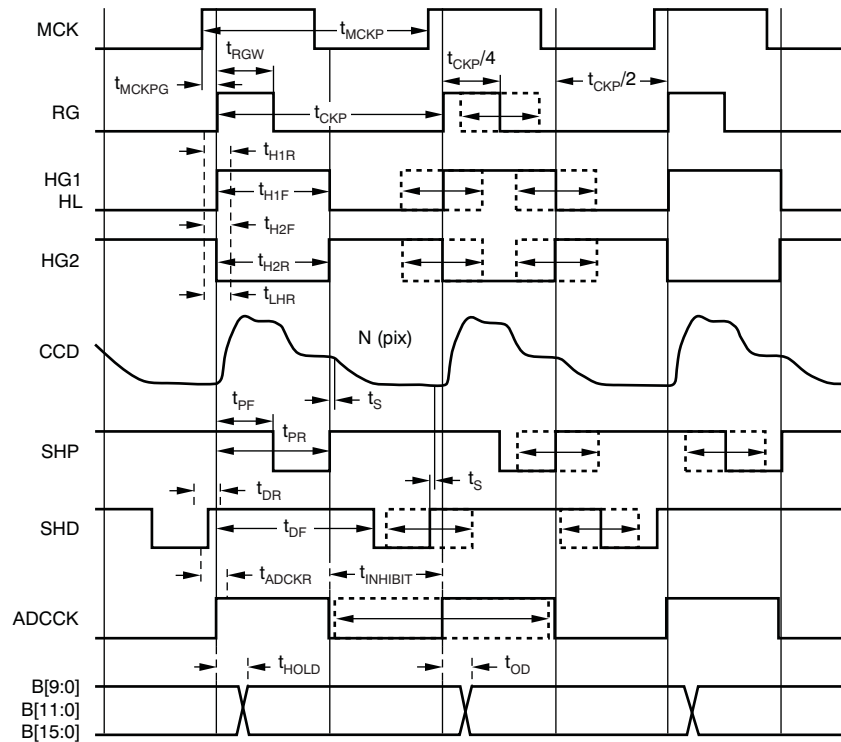 MCK
tMCKP
tRGW
tCKP/4
tCKP/2
tMCKPG
RG
tCKP
tH1R
HG1
HL
tH1F
tH2F
HG2
tH2R
tLHR
N (pix)
CCD
tPF
tS
tPR
SHP
tS
tDR
SHD
tDF
tADCKR
tINHIBIT
ADCCK
tHOLD
tOD
B[9:0]
B[11:0]
B[15:0]